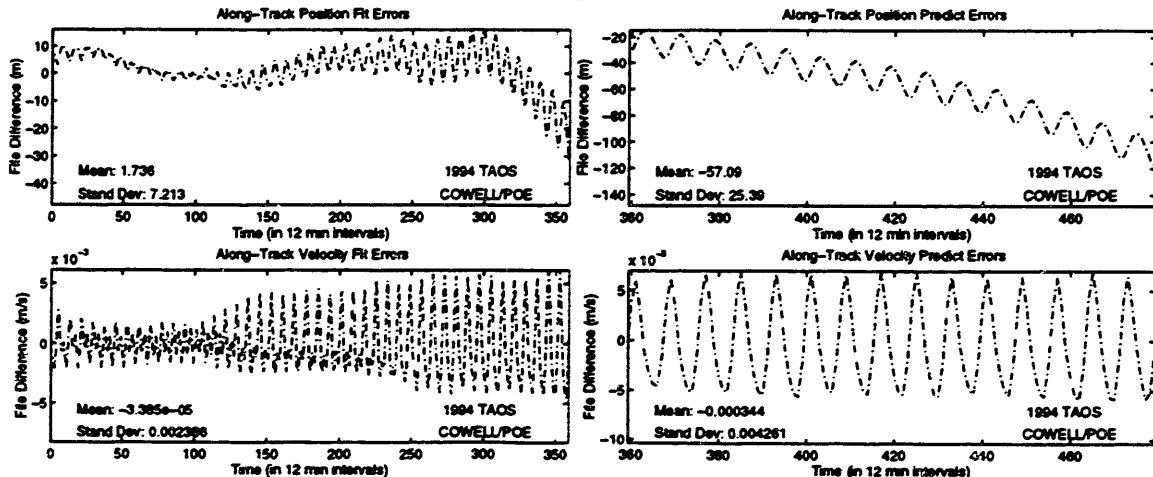 Along-Track Position Fit Errors
10
0
-10
-20
-30
-40
File Difference (m)
Mean: 1.736
Stand Dev: 7.213
1994 TAOS
COWELL/POE
0 50 100 150 200 250 300 350
Time (in 12 min intervals)
Along-Track Position Predict Errors
-20
-40
-60
-80
-100
-120
-140
File Difference (m)
Mean: -57.09
Stand Dev: 25.39
1994 TAOS
COWELL/POE
360 380 400 420 440 460
Time (in 12 min intervals)
Along-Track Velocity Fit Errors
x 10^-3
5
0
-5
File Difference (m/s)
Mean: -3.385e-05
Stand Dev: 0.002386
1994 TAOS
COWELL/POE
0 50 100 150 200 250 300 350
Time (in 12 min intervals)
Along-Track Velocity Predict Errors
5
0
-5
-10
File Difference (m/s)
Mean: -0.000344
Stand Dev: 0.004261
1994 TAOS
COWELL/POE
360 380 400 420 440 460
Time (in 12 min intervals)